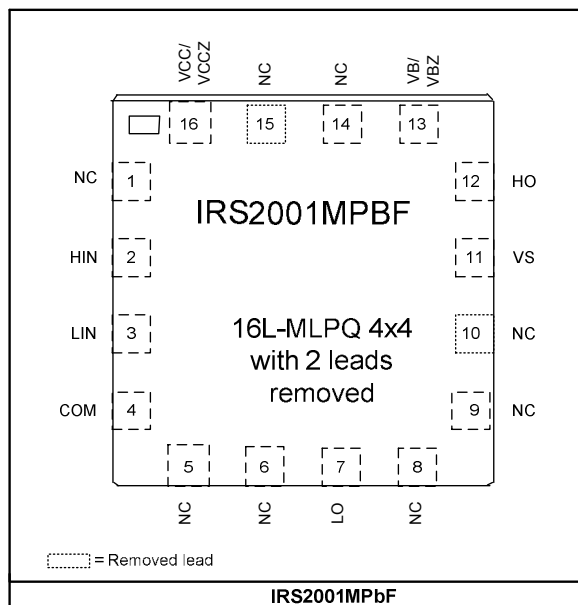 VCC/
VCCZ
NC
NC
VB/
VBZ
16
15
14
13
NC
1
12
HO
IRS2001MPBF
HIN
2
11
VS
LIN
3
16L-MLPQ 4x4
10
NC
with 2 leads
removed
COM
4
9
NC
5
6
7
8
NC
NC
LO
NC
= Removed lead
IRS2001MPbF